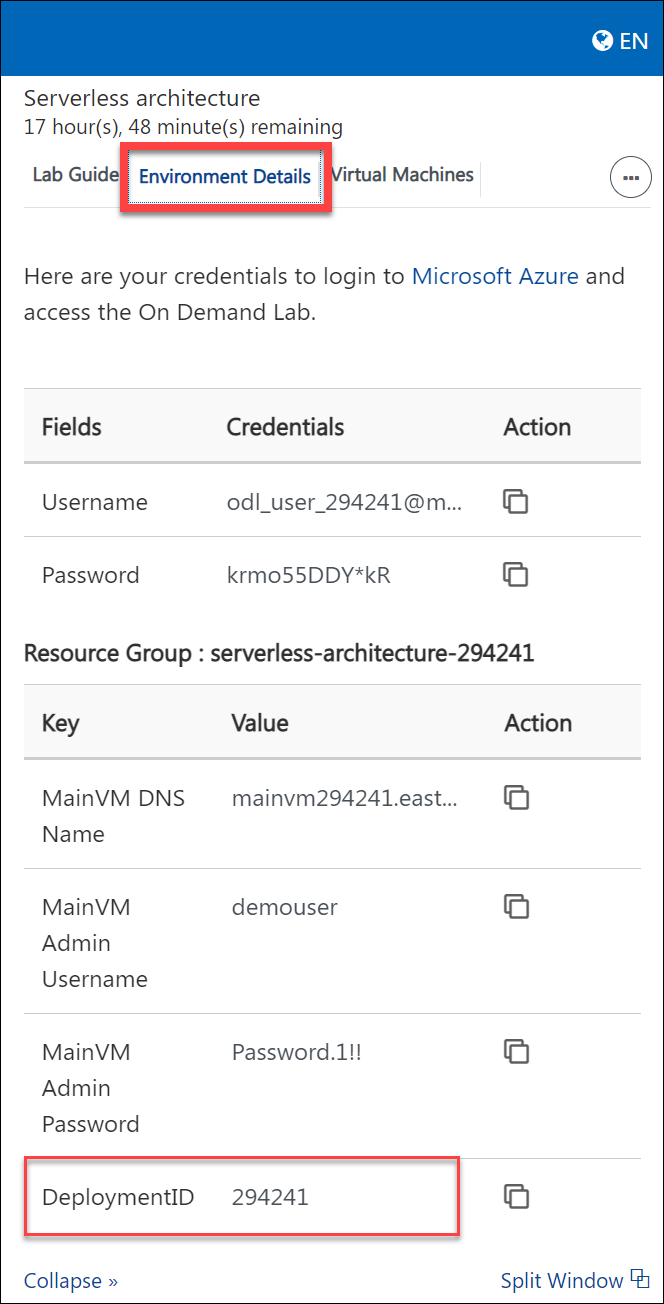 EN
Serverless architecture
17 hour(s), 48 minute(s) remaining
Lab Guide Environment Details Virtual Machines
Here are your credentials to login to Microsoft Azure and
access the On Demand Lab.
Fields Credentials Action
Username odl_user_294241@m...
Password krmo55DDY*kR
Resource Group : serverless-architecture-294241
Key Value Action
MainVM DNS mainvm294241.east...
Name
MainVM demouser
Admin
Username
MainVM Password.1!!
Admin
Password
DeploymentID 294241
Collapse » Split Window